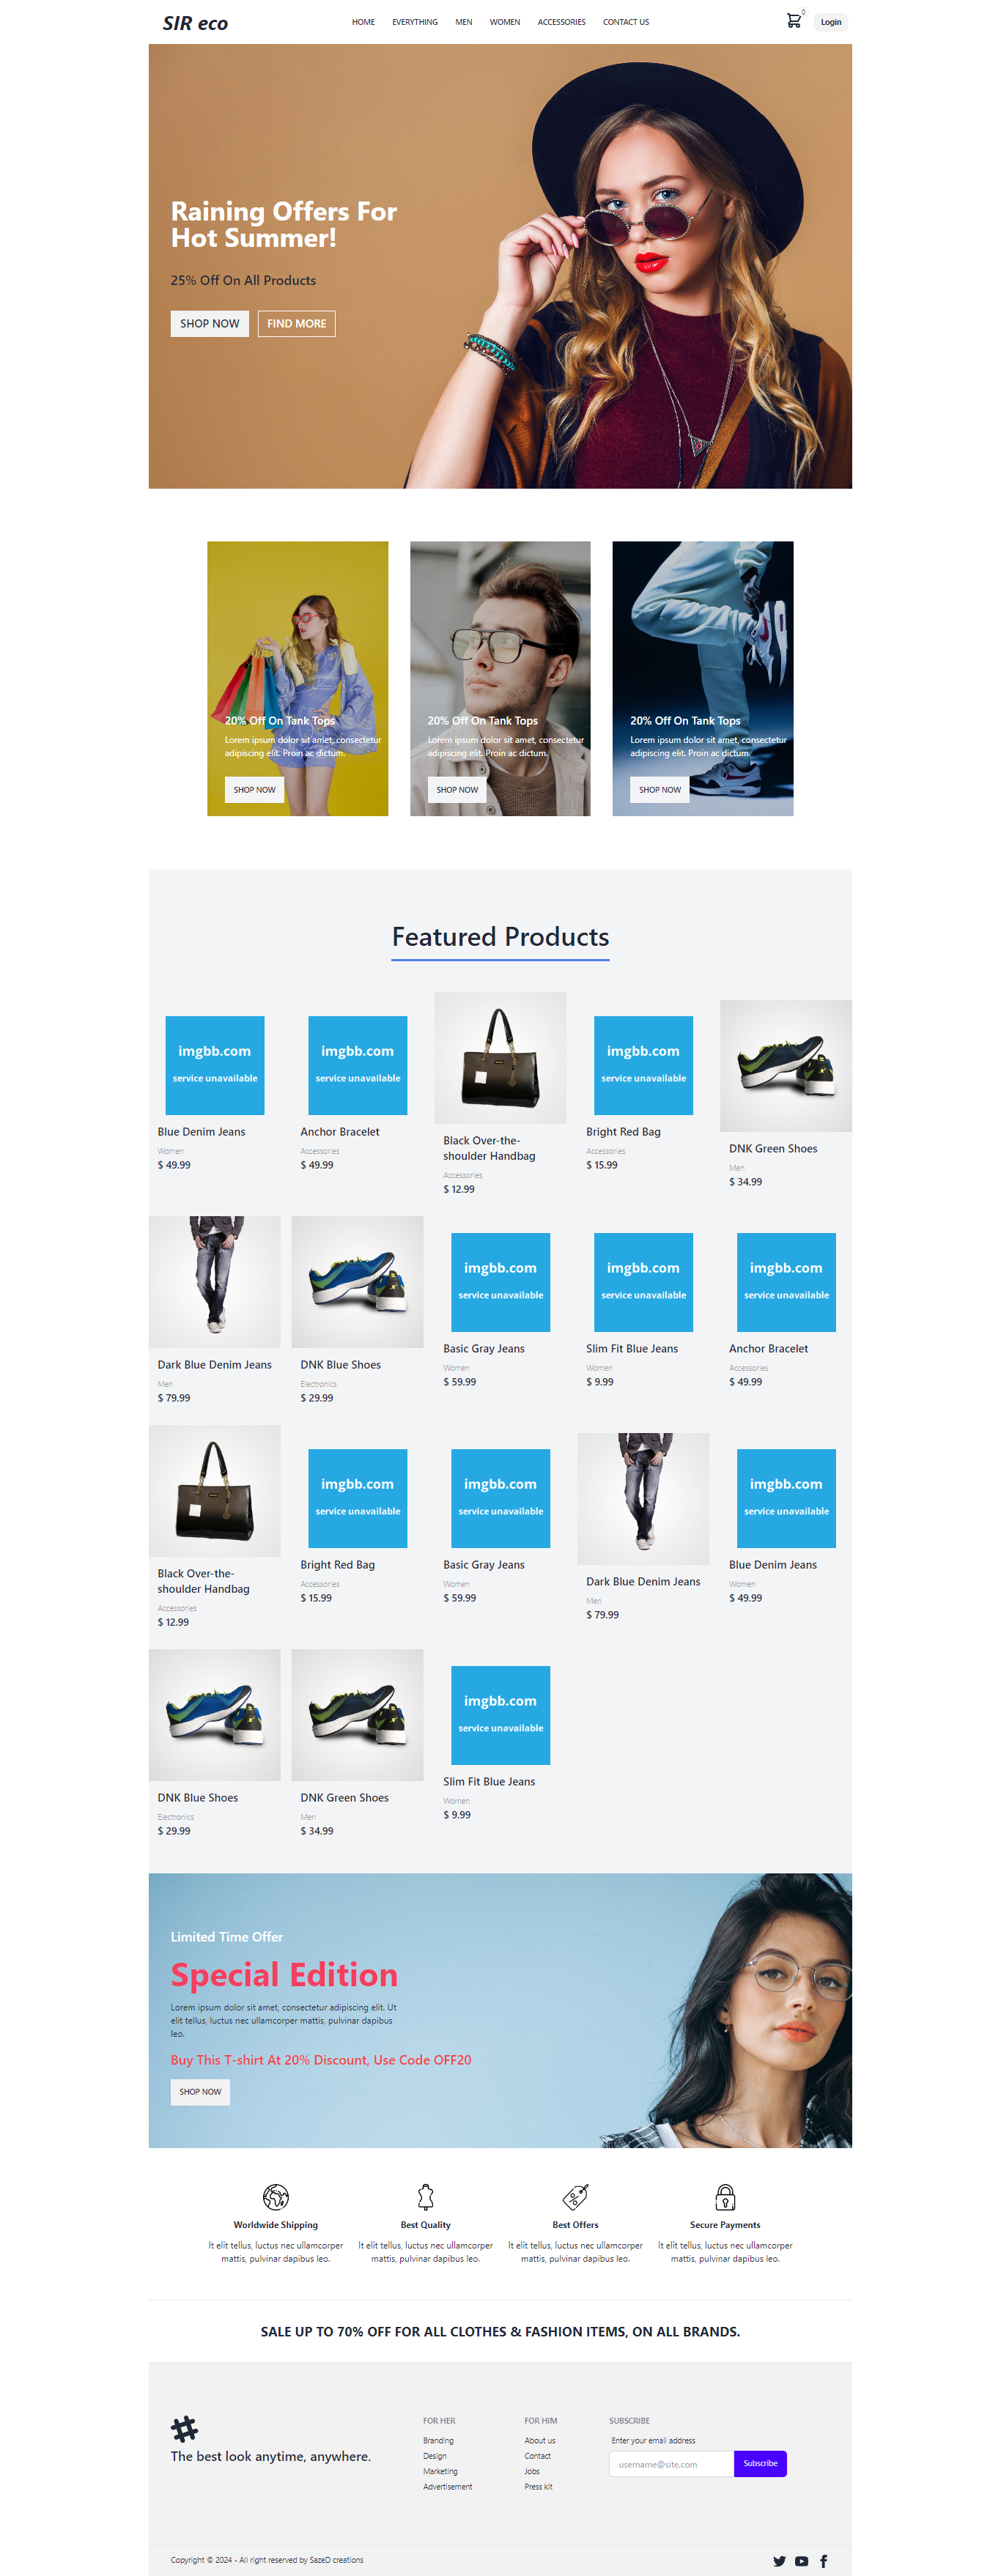 SIR eco
HOME EVERYTHING MEN WOMEN ACCESSORIES CONTACT US
0
Login
Raining Offers For
Hot Summer!
25% Off On All Products
SHOP NOW FIND MORE
20% Off On Tank Tops
Lorem ipsum dolor sit amet, consectetur
adipiscing elit. Proin ac dictum.
SHOP NOW
20% Off On Tank Tops
Lorem ipsum dolor sit amet, consectetur
adipiscing elit. Proin ac dictum.
SHOP NOW
20% Off On Tank Tops
Lorem ipsum dolor sit amet, consectetur
adipiscing elit. Proin ac dictum.
SHOP NOW
Featured Products
imgbb.com
service unavailable
Blue Denim Jeans
Women
$ 49.99
imgbb.com
service unavailable
Anchor Bracelet
Accessories
$ 49.99
Black Over-the-
shoulder Handbag
Accessories
$ 12.99
imgbb.com
service unavailable
Bright Red Bag
Accessories
$ 15.99
DNK Green Shoes
Men
$ 34.99
Dark Blue Denim Jeans
Men
$ 79.99
DNK Blue Shoes
Electronics
$ 29.99
imgbb.com
service unavailable
Basic Gray Jeans
Women
$ 59.99
imgbb.com
service unavailable
Slim Fit Blue Jeans
Women
$ 9.99
imgbb.com
service unavailable
Anchor Bracelet
Accessories
$ 49.99
Black Over-the-
shoulder Handbag
Accessories
$ 12.99
imgbb.com
service unavailable
Bright Red Bag
Accessories
$ 15.99
imgbb.com
service unavailable
Basic Gray Jeans
Women
$ 59.99
Dark Blue Denim Jeans
Men
$ 79.99
imgbb.com
service unavailable
Blue Denim Jeans
Women
$ 49.99
DNK Blue Shoes
Electronics
$ 29.99
DNK Green Shoes
Men
$ 34.99
imgbb.com
service unavailable
Slim Fit Blue Jeans
Women
$ 9.99
Limited Time Offer
Special Edition
Lorem ipsum dolor sit amet, consectetur adipiscing elit. Ut
elit tellus, luctus nec ullamcorper mattis, pulvinar dapibus
leo.
Buy This T-shirt At 20% Discount, Use Code OFF20
SHOP NOW
Worldwide Shipping
It elit tellus, luctus nec ullamcorper
mattis, pulvinar dapibus leo.
Best Quality
It elit tellus, luctus nec ullamcorper
mattis, pulvinar dapibus leo.
Best Offers
It elit tellus, luctus nec ullamcorper
mattis, pulvinar dapibus leo.
Secure Payments
It elit tellus, luctus nec ullamcorper
mattis, pulvinar dapibus leo.
SALE UP TO 70% OFF FOR ALL CLOTHES & FASHION ITEMS, ON ALL BRANDS.
The best look anytime, anywhere.
FOR HER
Branding
Design
Marketing
Advertisement
FOR HIM
About us
Contact
Jobs
Press kit
SUBSCRIBE
Enter your email address
username@site.com
Subscribe
Copyright © 2024 - All right reserved by SazeD creations